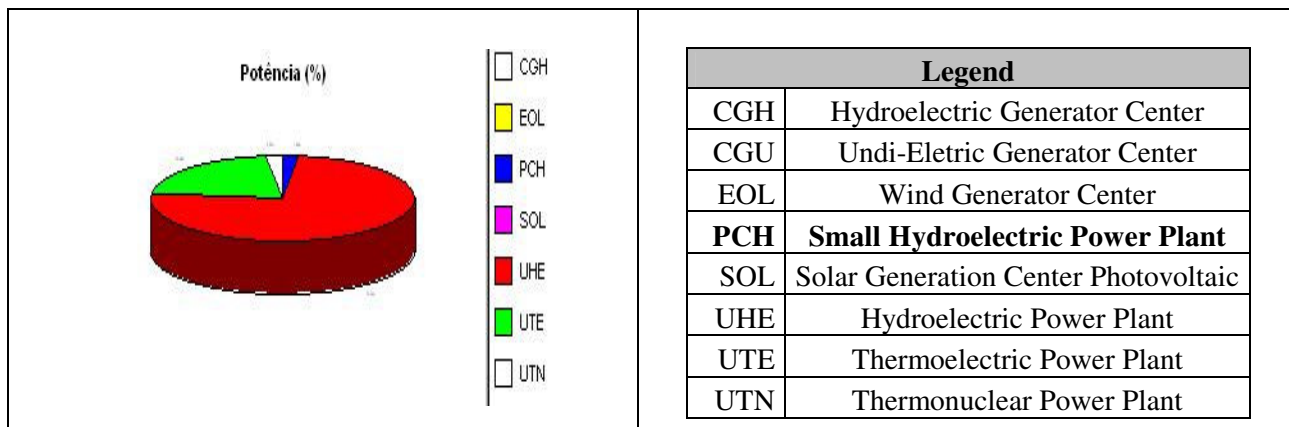 Potência (%)
CGH
EOL
PCH
SOL
UHE
UTE
UTN
Legend
CGH Hydroelectric Generator Center
CGU Undi-Eletric Generator Center
EOL Wind Generator Center
PCH Small Hydroelectric Power Plant
SOL Solar Generation Center Photovoltaic
UHE Hydroelectric Power Plant
UTE Thermoelectric Power Plant
UTN Thermonuclear Power Plant